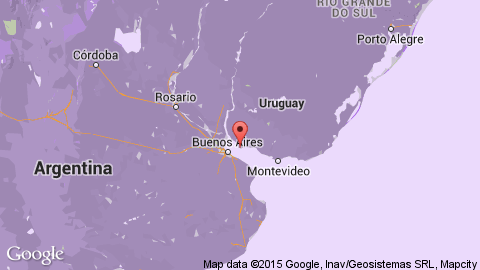 RIO GRANDE
DO SUL
Porto Alegre
Córdoba
Rosario
Uruguay
Buenos Aires
Montevideo
Argentina
Google
Map data ©2015 Google, Inav/Geosistemas SRL, Mapcity